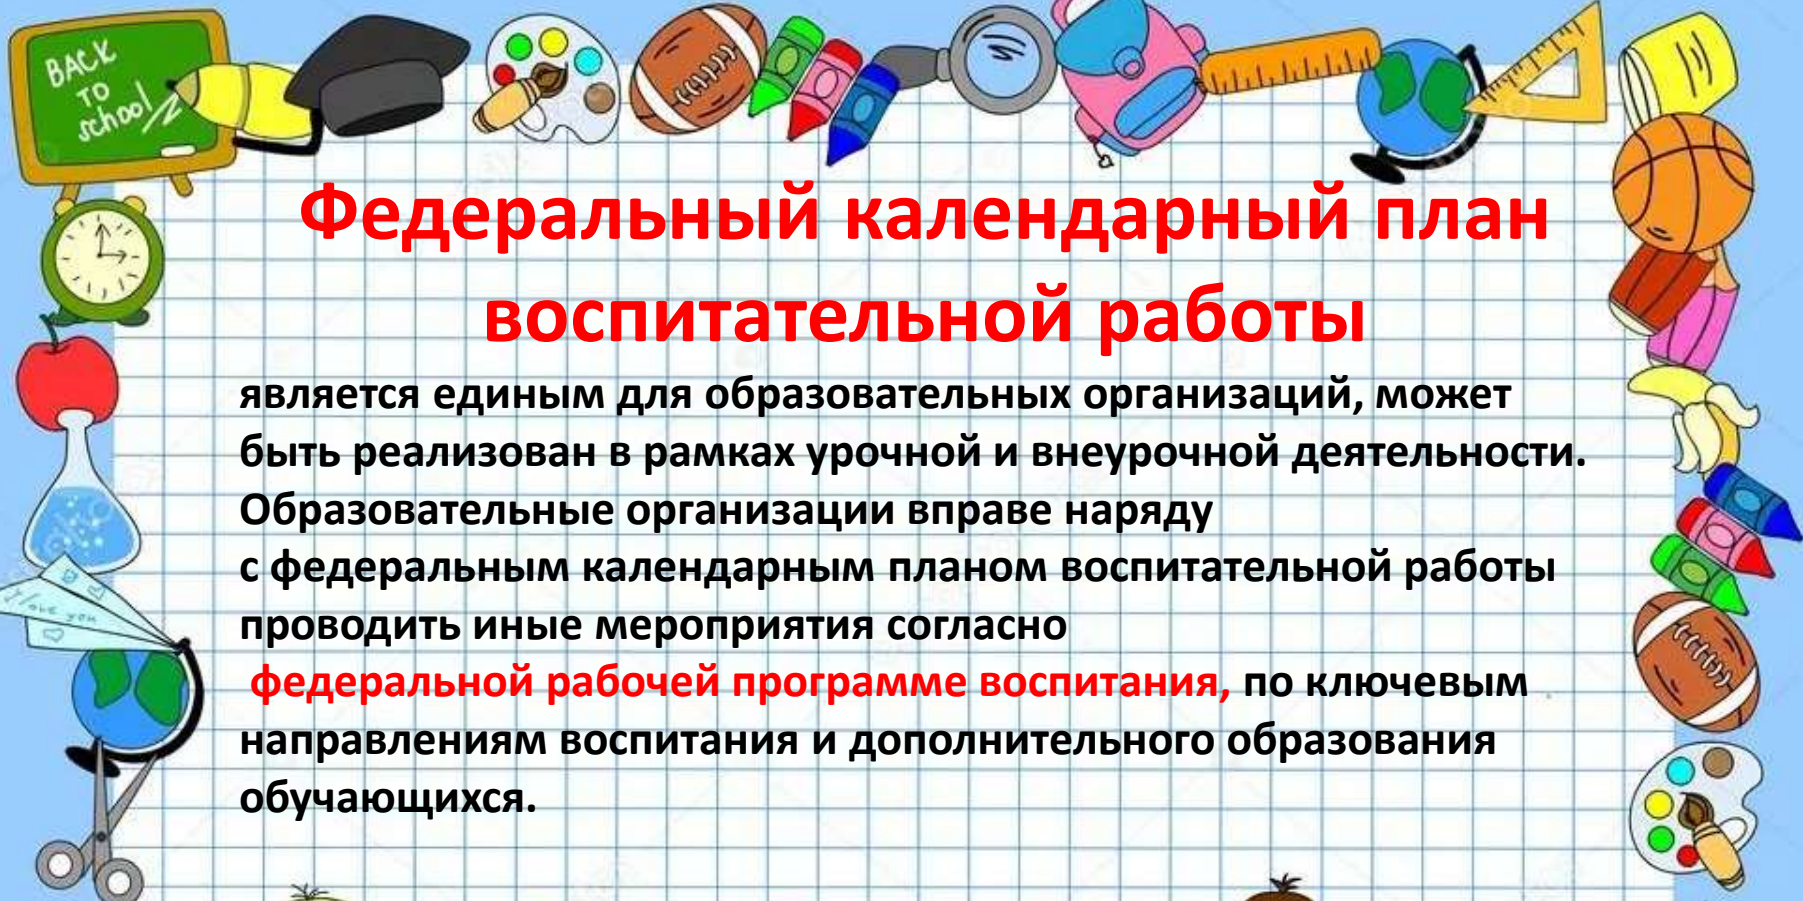 BACK
TO
school
Федеральный календарный план
воспитательной работы
является единым для образовательных организаций, может
быть реализован в рамках урочной и внеурочной деятельности.
Образовательные организации вправе наряду
с федеральным календарным планом воспитательной работы
проводить иные мероприятия согласно
федеральной рабочей программе воспитания, по ключевым
направлениям воспитания и дополнительного образования
обучающихся.
I love you